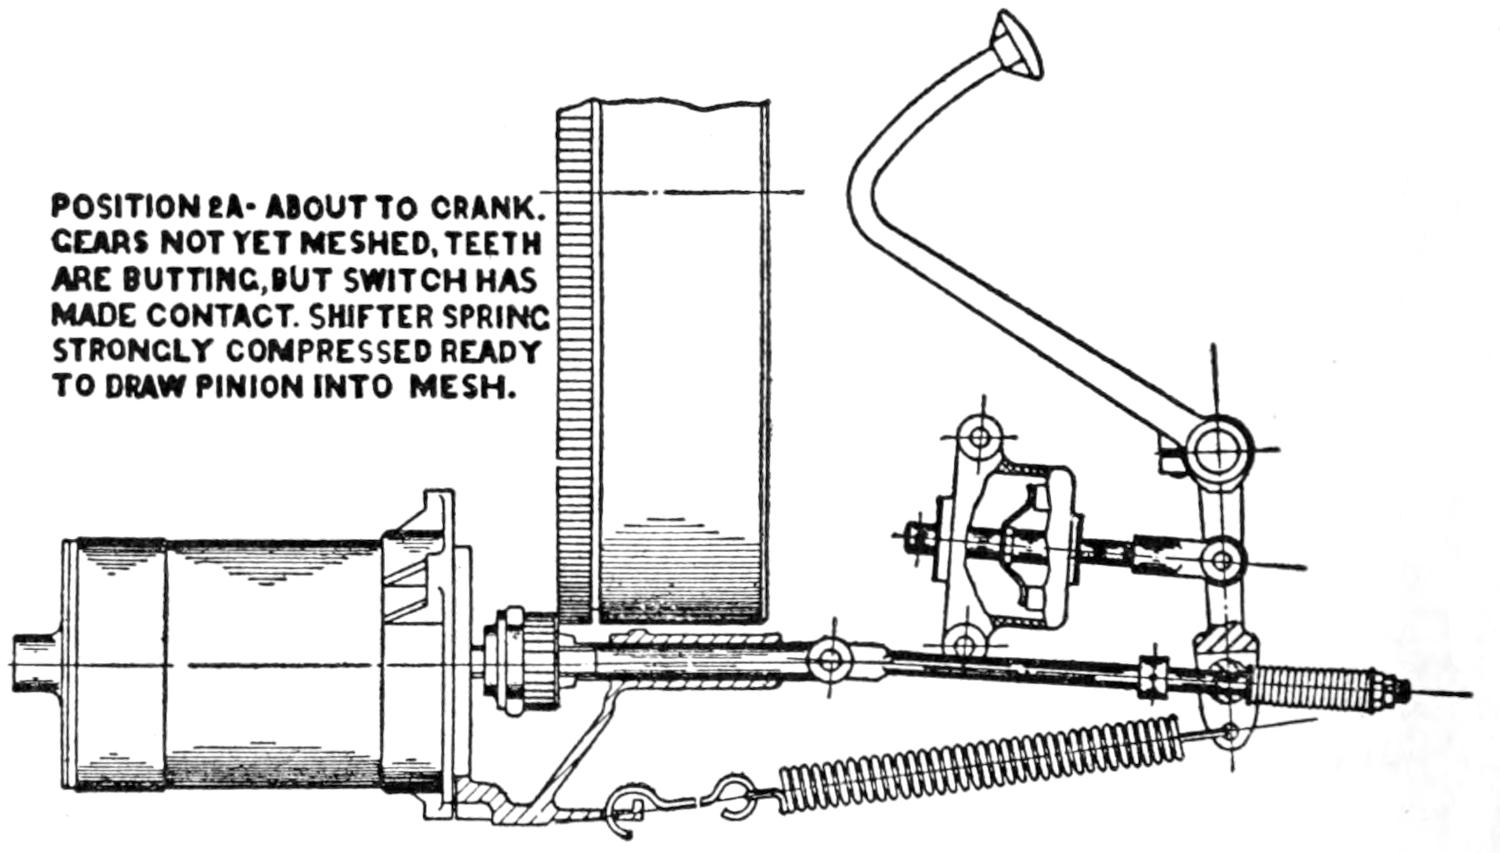 POSITION 2A- ABOUT TO CRANK.
GEARS NOT YET MESHED, TEETH
ARE BUTTING, BUT SWITCH HAS
MADE CONTACT. SHIFTER SPRING
STRONGLY COMPRESSED READY
TO DRAW PINION INTO MESH.